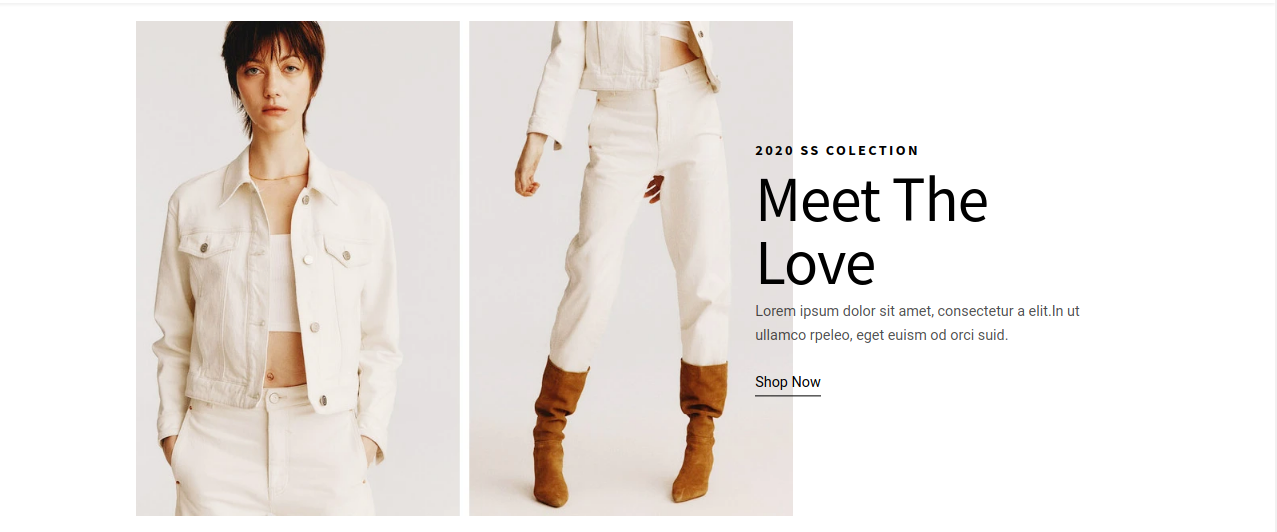 2020 SS COLECTION
Meet The
Love
Lorem ipsum dolor sit amet, consectetur a elit.In ut
ullamco rpeleo, eget euism od orci suid.
Shop Now